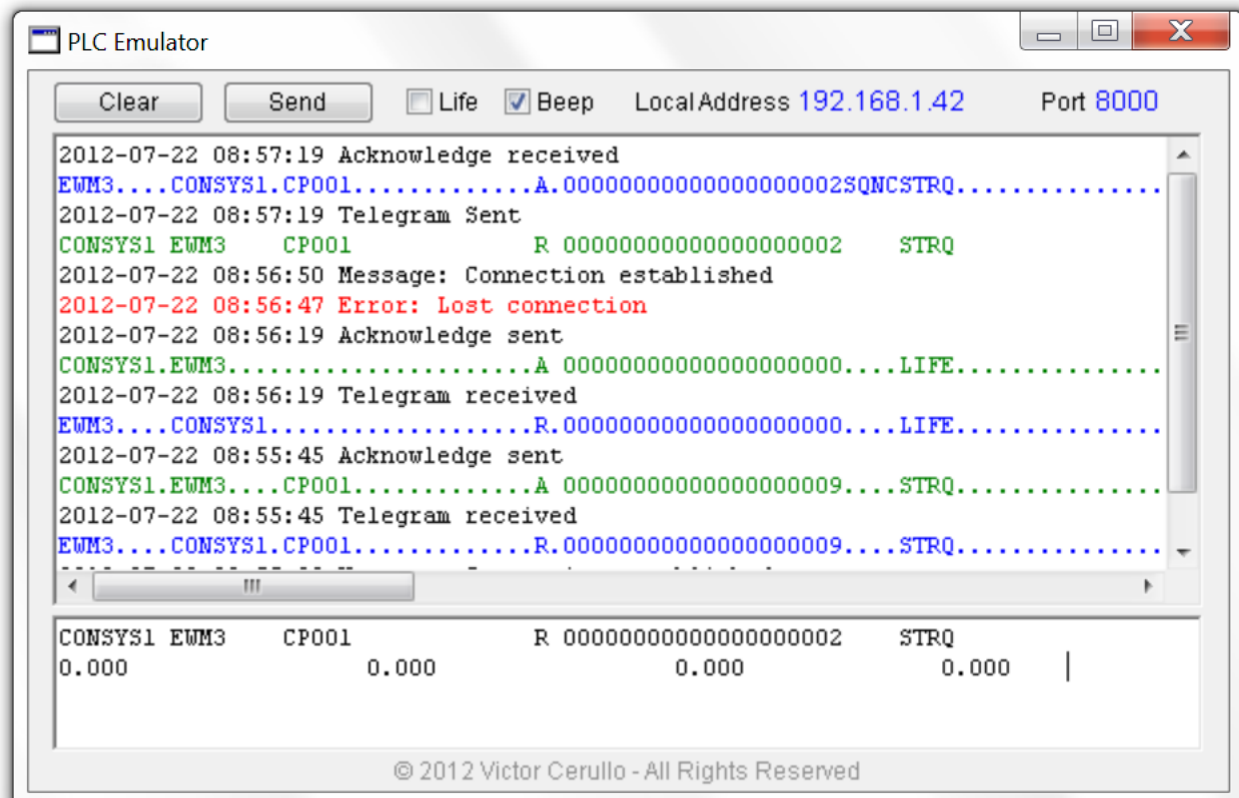 PLC Emulator
Clear Send Life Beep Local Address 192.168.1.42 Port 8000
2012-07-22 08:57:19 Acknowledge received
EWM3....CONSYS1.CP001.............A.00000000000000000002SQNCSTRQ...............
2012-07-22 08:57:19 Telegram Sent
CONSYS1 EWM3    CP001             R 00000000000000000002    STRQ
2012-07-22 08:56:50 Message: Connection established
2012-07-22 08:56:47 Error: Lost connection
2012-07-22 08:56:19 Acknowledge sent
CONSYS1.EWM3......................A 00000000000000000000....LIFE...............
2012-07-22 08:56:19 Telegram received
EWM3....CONSYS1...................R.00000000000000000000....LIFE...............
2012-07-22 08:55:45 Acknowledge sent
CONSYS1.EWM3....CP001.............A 00000000000000000009....STRQ...............
2012-07-22 08:55:45 Telegram received
EWM3....CONSYS1.CP001.............R.00000000000000000009....STRQ...............
CONSYS1 EWM3    CP001             R 00000000000000000002    STRQ
0.000                 0.000                 0.000              0.000
© 2012 Victor Cerullo - All Rights Reserved